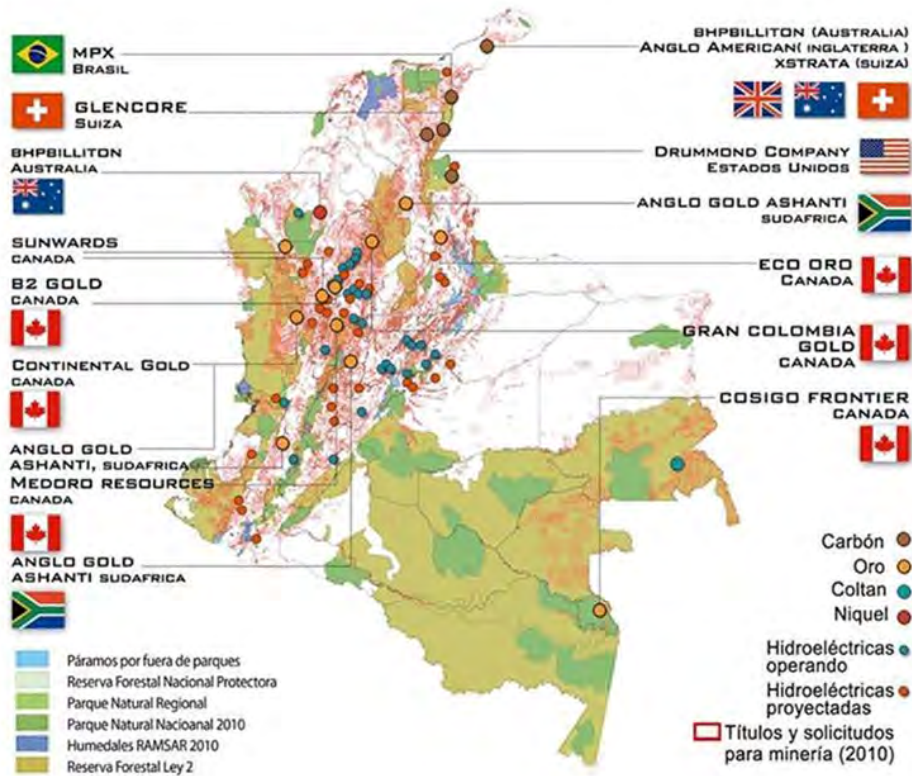 MPX
BRASIL
GLENCORE
SUIZA
BHPBILLITON
AUSTRALIA
SUNWARDS
CANADA
B2 GOLD
CANADA
CONTINENTAL GOLD
CANADA
ANGLO GOLD
ASHANTI, SUDAFRICA
MEDORO RESOURCES
CANADA
ANGLO GOLD
ASHANTI SUDAFRICA
BHPBILLITON (AUSTRALIA)
ANGLO AMERICAN( INGLATERRA )
XSTRATA (SUIZA)
DRUMMOND COMPANY
ESTADOS UNIDOS
ANGLO GOLD ASHANTI
SUDAFRICA
ECO ORO
CANADA
GRAN COLOMBIA
GOLD
CANADA
COSIGO FRONTIER
CANADA
Carbón
Oro
Coltan
Niquel
Hidroeléctricas
operando
Hidroeléctricas
proyectadas
Títulos y solicitudos
para minería (2010)
Páramos por fuera de parques
Reserva Forestal Nacional Protectora
Parque Natural Regional
Parque Natural Nacioanal 2010
Humedales RAMSAR 2010
Reserva Forestal Ley 2